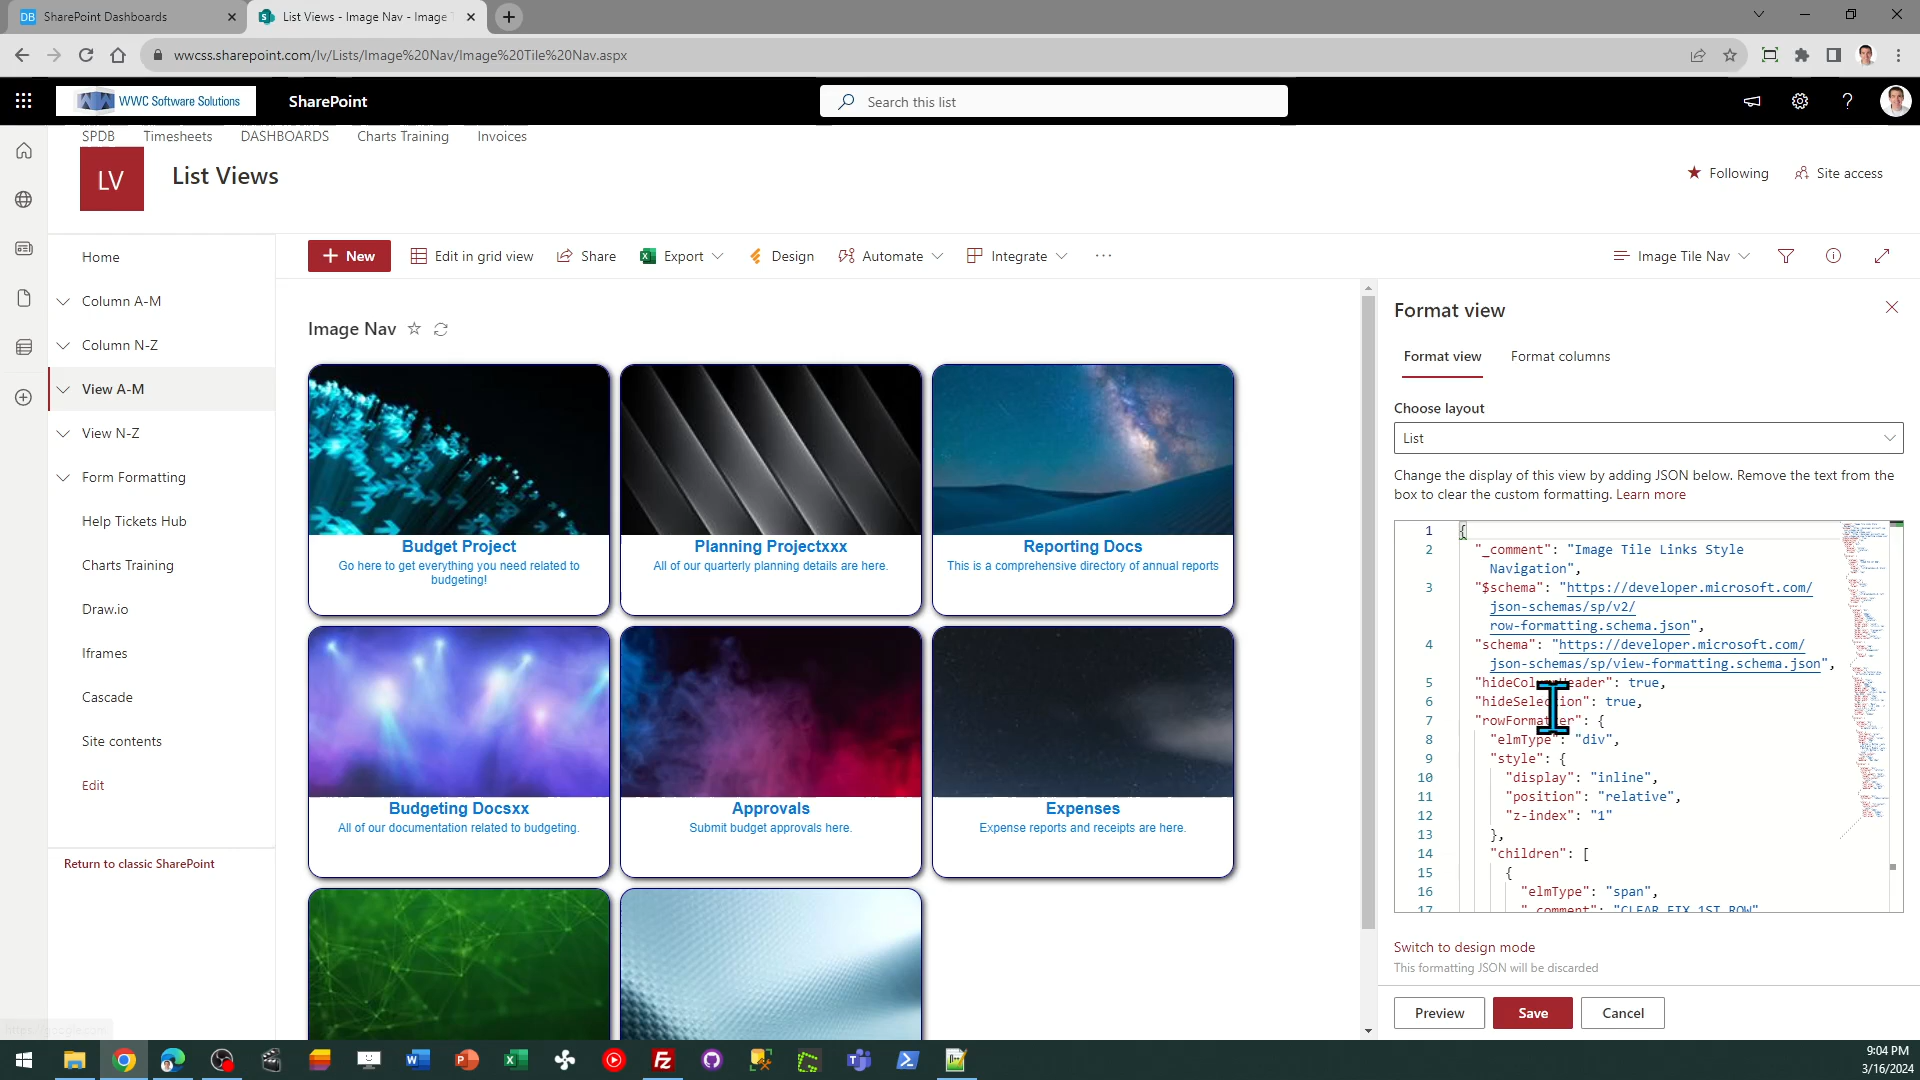 SharePoint Dashboards
List Views - Image Nav - Image
wwcss.sharepoint.com/lv/Lists/Image%20Nav/Image%20Tile%20Nav.aspx
WWC Software Solutions
SharePoint
Search this list
SPDB
Timesheets
DASHBOARDS
Charts Training
Invoices
LV
List Views
Following
Site access
Home
Column A-M
Column N-Z
View A-M
View N-Z
Form Formatting
Help Tickets Hub
Charts Training
Draw.io
Iframes
Cascade
Site contents
Edit
Return to classic SharePoint
New
Edit in grid view
Share
Export
Design
Automate
Integrate
Image Tile Nav
Image Nav
Budget Project
Go here to get everything you need related to
budgeting!
Planning Projectxxx
All of our quarterly planning details are here.
Reporting Docs
This is a comprehensive directory of annual reports
Budgeting Docsxx
All of our documentation related to budgeting.
Approvals
Submit budget approvals here.
Expenses
Expense reports and receipts are here.
Format view
Format view
Format columns
Choose layout
List
Change the display of this view by adding JSON below. Remove the text from the
box to clear the custom formatting. Learn more
1 {
2 "_comment": "Image Tile Links Style
Navigation",
3 "$schema": "https://developer.microsoft.com/
json-schemas/sp/v2/
row-formatting.schema.json",
4 "schema": "https://developer.microsoft.com/
json-schemas/sp/view-formatting.schema.json",
5 "hideColumnHeader": true,
6 "hideSelection": true,
7 "rowFormatter": {
8 "elmType": "div",
9 "style": {
10 "display": "inline",
11 "position": "relative",
12 "z-index": "1"
13 },
14 "children": [
15 {
16 "elmType": "span",
17 "_comment": "CLEAR FIX 1ST ROW"
Switch to design mode
This formatting JSON will be discarded
Preview
Save
Cancel
9:04 PM
3/16/2024